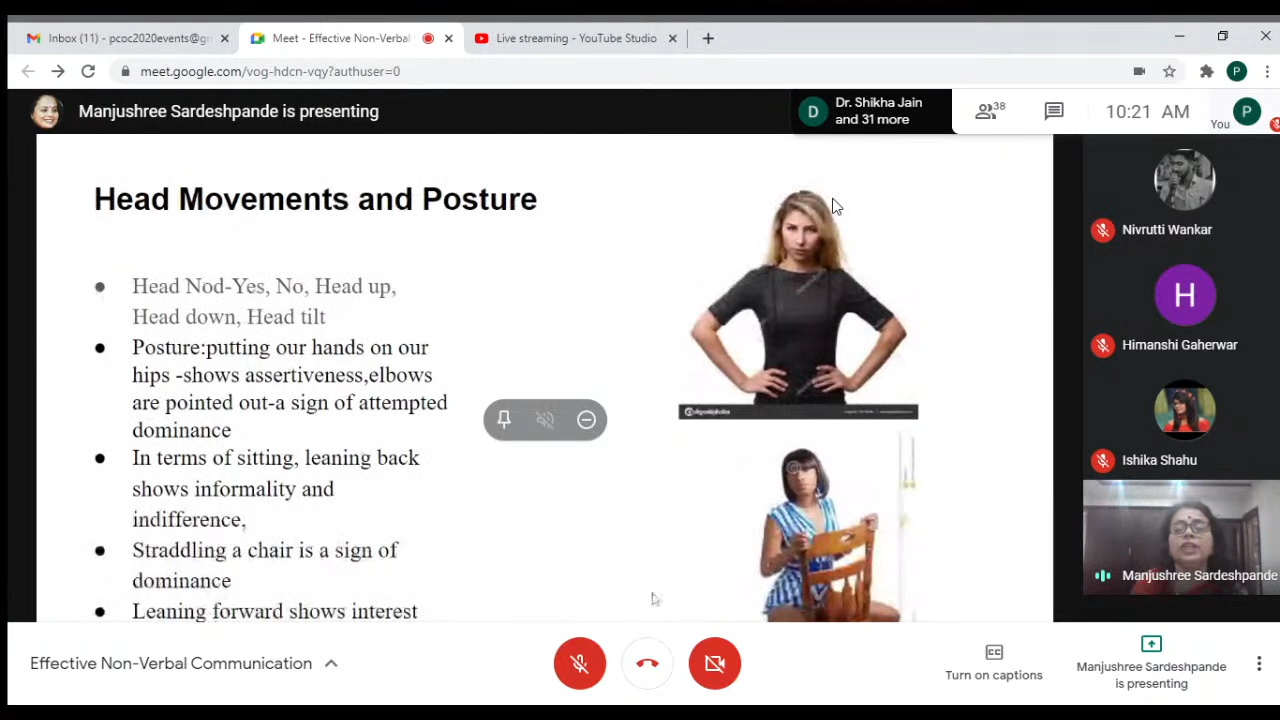 Inbox (11) - pcoc2020events@gm
Meet - Effective Non-Verbal
Live streaming - YouTube Studio
meet.google.com/vog-hdcn-vqy?authuser=0
P
Manjushree Sardeshpande is presenting
D
Dr. Shikha Jain
and 31 more
38
10:21 AM
You
P
Head Movements and Posture
Head Nod-Yes, No, Head up,
Head down, Head tilt
Posture:putting our hands on our
hips -shows assertiveness,elbows
are pointed out-a sign of attempted
dominance
In terms of sitting, leaning back
shows informality and
indifference,
Straddling a chair is a sign of
dominance
Leaning forward shows interest
Nivrutti Wankar
H
Himanshi Gaherwar
Ishika Shahu
Manjushree Sardeshpande
Effective Non-Verbal Communication
CC
Turn on captions
Manjushree Sardeshpande
is presenting